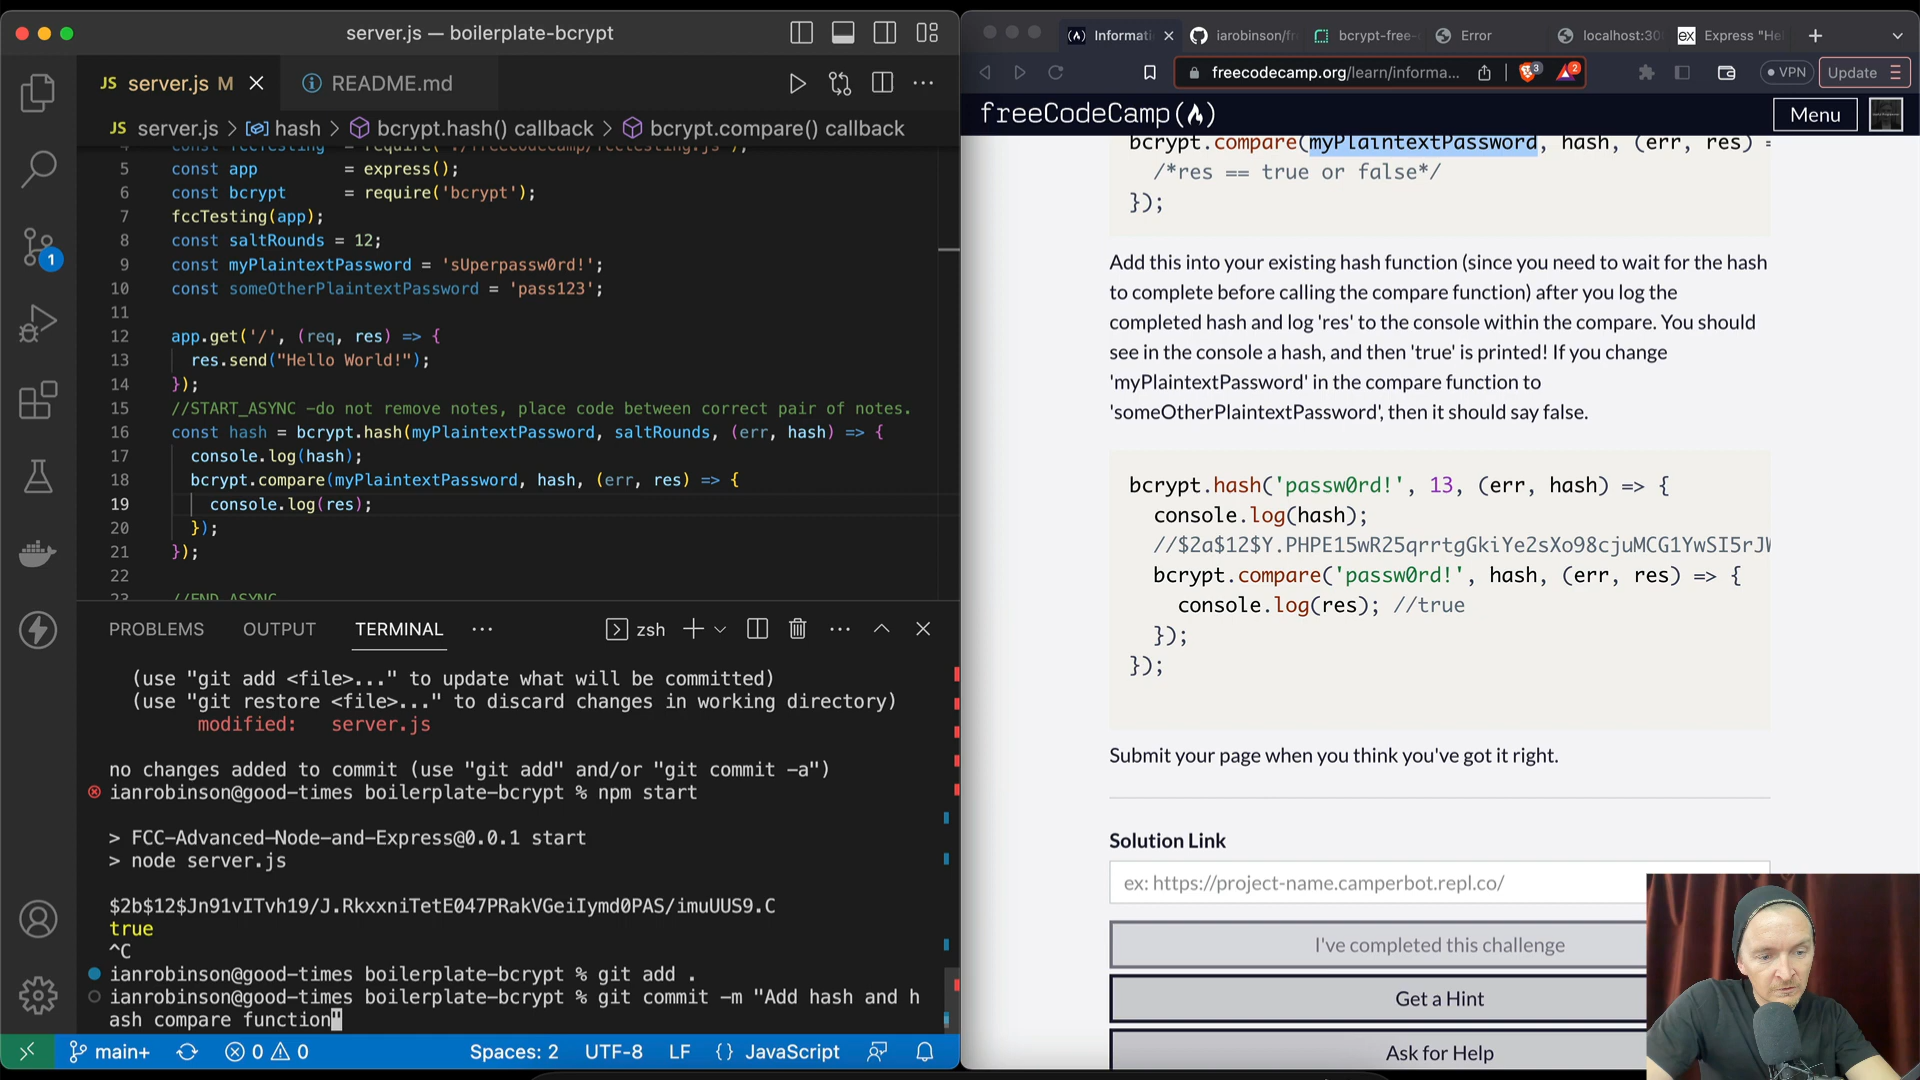 server.js — boilerplate-bcrypt
JS server.js M
README.md
JS server.js > hash > bcrypt.hash() callback > bcrypt.compare() callback
5 const app = express();
6 const bcrypt = require('bcrypt');
7 fccTesting(app);
8 const saltRounds = 12;
9 const myPlaintextPassword = 'sUperpassw0rd!';
10 const someOtherPlaintextPassword = 'pass123';
11
12 app.get('/', (req, res) => {
13 res.send("Hello World!");
14 });
15 //START_ASYNC -do not remove notes, place code between correct pair of notes.
16 const hash = bcrypt.hash(myPlaintextPassword, saltRounds, (err, hash) => {
17 console.log(hash);
18 bcrypt.compare(myPlaintextPassword, hash, (err, res) => {
19 console.log(res);
20 });
21 });
22
23 //END_ASYNC
1
PROBLEMS OUTPUT TERMINAL ··· zsh
(use "git add <file>..." to update what will be committed)
(use "git restore <file>..." to discard changes in working directory)
modified: server.js
no changes added to commit (use "git add" and/or "git commit -a")
ianrobinson@good-times boilerplate-bcrypt % npm start
> FCC-Advanced-Node-and-Express@0.0.1 start
> node server.js
$2b$12$Jn91vITvh19/J.RkxxniTetE047PRakVGeiIymd0PAS/imuUUS9.C
true
^C
ianrobinson@good-times boilerplate-bcrypt % git add .
ianrobinson@good-times boilerplate-bcrypt % git commit -m "Add hash and h
ash compare function"
main+ 0 0 Spaces: 2 UTF-8 LF {} JavaScript
Informati iarobinson/fr bcrypt-free- Error localhost:30 ex Express "Hel
freecodecamp.org/learn/informa... 3 2 VPN Update
freeCodeCamp Menu
bcrypt.compare(myPlaintextPassword, hash, (err, res) =
/*res == true or false*/
});
Add this into your existing hash function (since you need to wait for the hash
to complete before calling the compare function) after you log the
completed hash and log 'res' to the console within the compare. You should
see in the console a hash, and then 'true' is printed! If you change
'myPlaintextPassword' in the compare function to
'someOtherPlaintextPassword', then it should say false.
bcrypt.hash('passw0rd!', 13, (err, hash) => {
console.log(hash);
//$2a$12$Y.PHPE15wR25qrrtgGkiYe2sXo98cjuMCG1YwSI5rJW
bcrypt.compare('passw0rd!', hash, (err, res) => {
console.log(res); //true
});
});
Submit your page when you think you've got it right.
Solution Link
ex: https://project-name.camperbot.repl.co/
I've completed this challenge
Get a Hint
Ask for Help